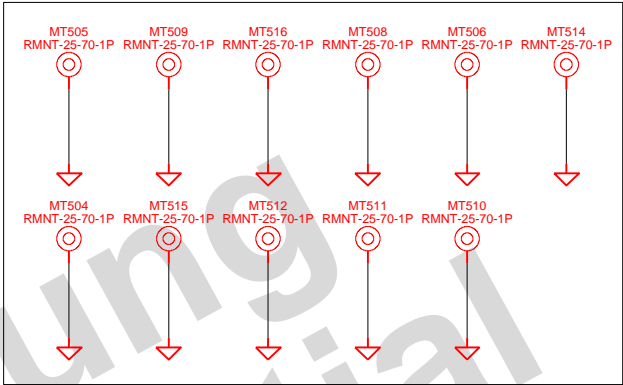 MT505 MT509 MT516 MT508 MT506 MT514
RMNT-25-70-1P RMNT-25-70-1P RMNT-25-70-1P RMNT-25-70-1P RMNT-25-70-1P RMNT-25-70-1P
MT504 MT515 MT512 MT511 MT510
RMNT-25-70-1P RMNT-25-70-1P RMNT-25-70-1P RMNT-25-70-1P RMNT-25-70-1P
ung
tial